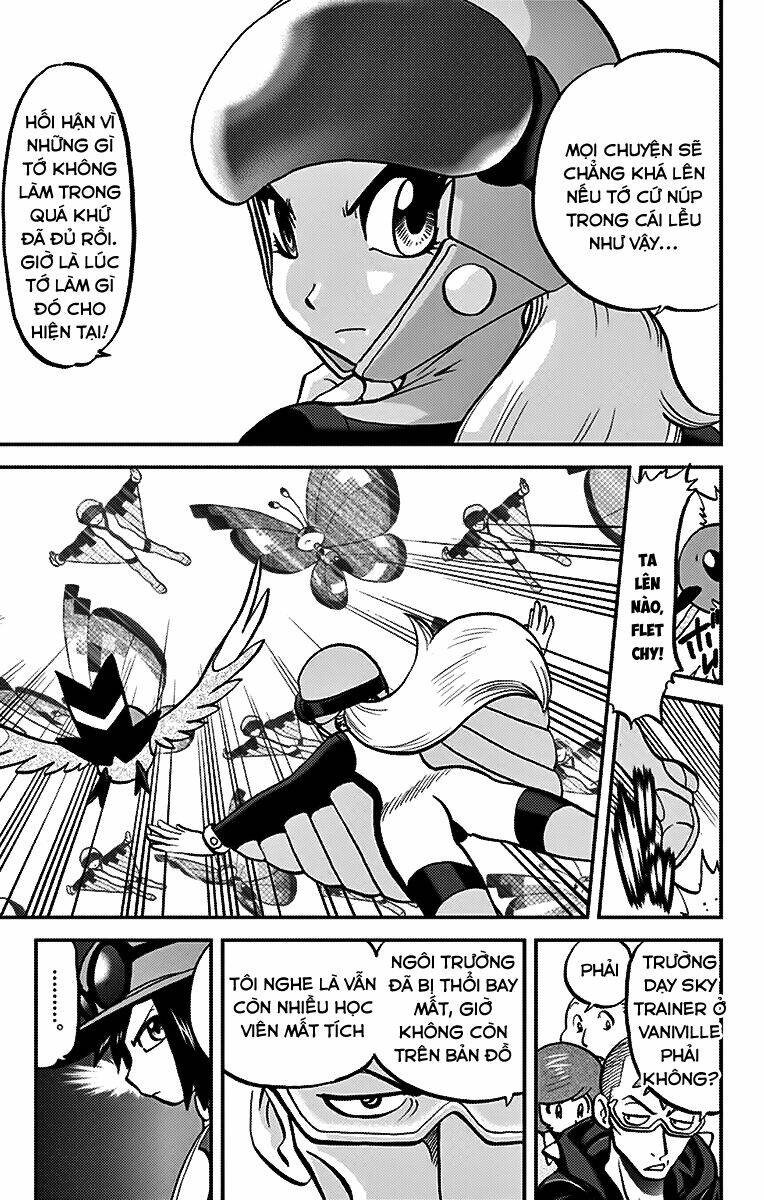 MỌI CHUYỆN SẼ
CHẲNG KHÁ LÊN
NẾU TỚ CỨ NÚP
TRONG CÁI LỀU
NHƯ VẬY...
HỐI HẬN VÌ
NHỮNG GÌ
TỚ KHÔNG
LÀM TRONG
QUÁ KHỨ
ĐÃ ĐỦ RỒI.
GIỜ LÀ LÚC
TỚ LÀM GÌ
ĐÓ CHO
HIỆN TẠI!
TA
LÊN
NÀO,
FLET
CHY!
TRƯỜNG
DẠY SKY
TRAINER Ở
VANIVILLE
PHẢI
KHÔNG?
PHẢI
NGÔI TRƯỜNG
ĐÃ BỊ THỔI BAY
MẤT, GIỜ
KHÔNG CÒN
TRÊN BẢN ĐỒ
TÔI NGHE LÀ VẪN
CÒN NHIỀU HỌC
VIÊN MẤT TÍCH
.........